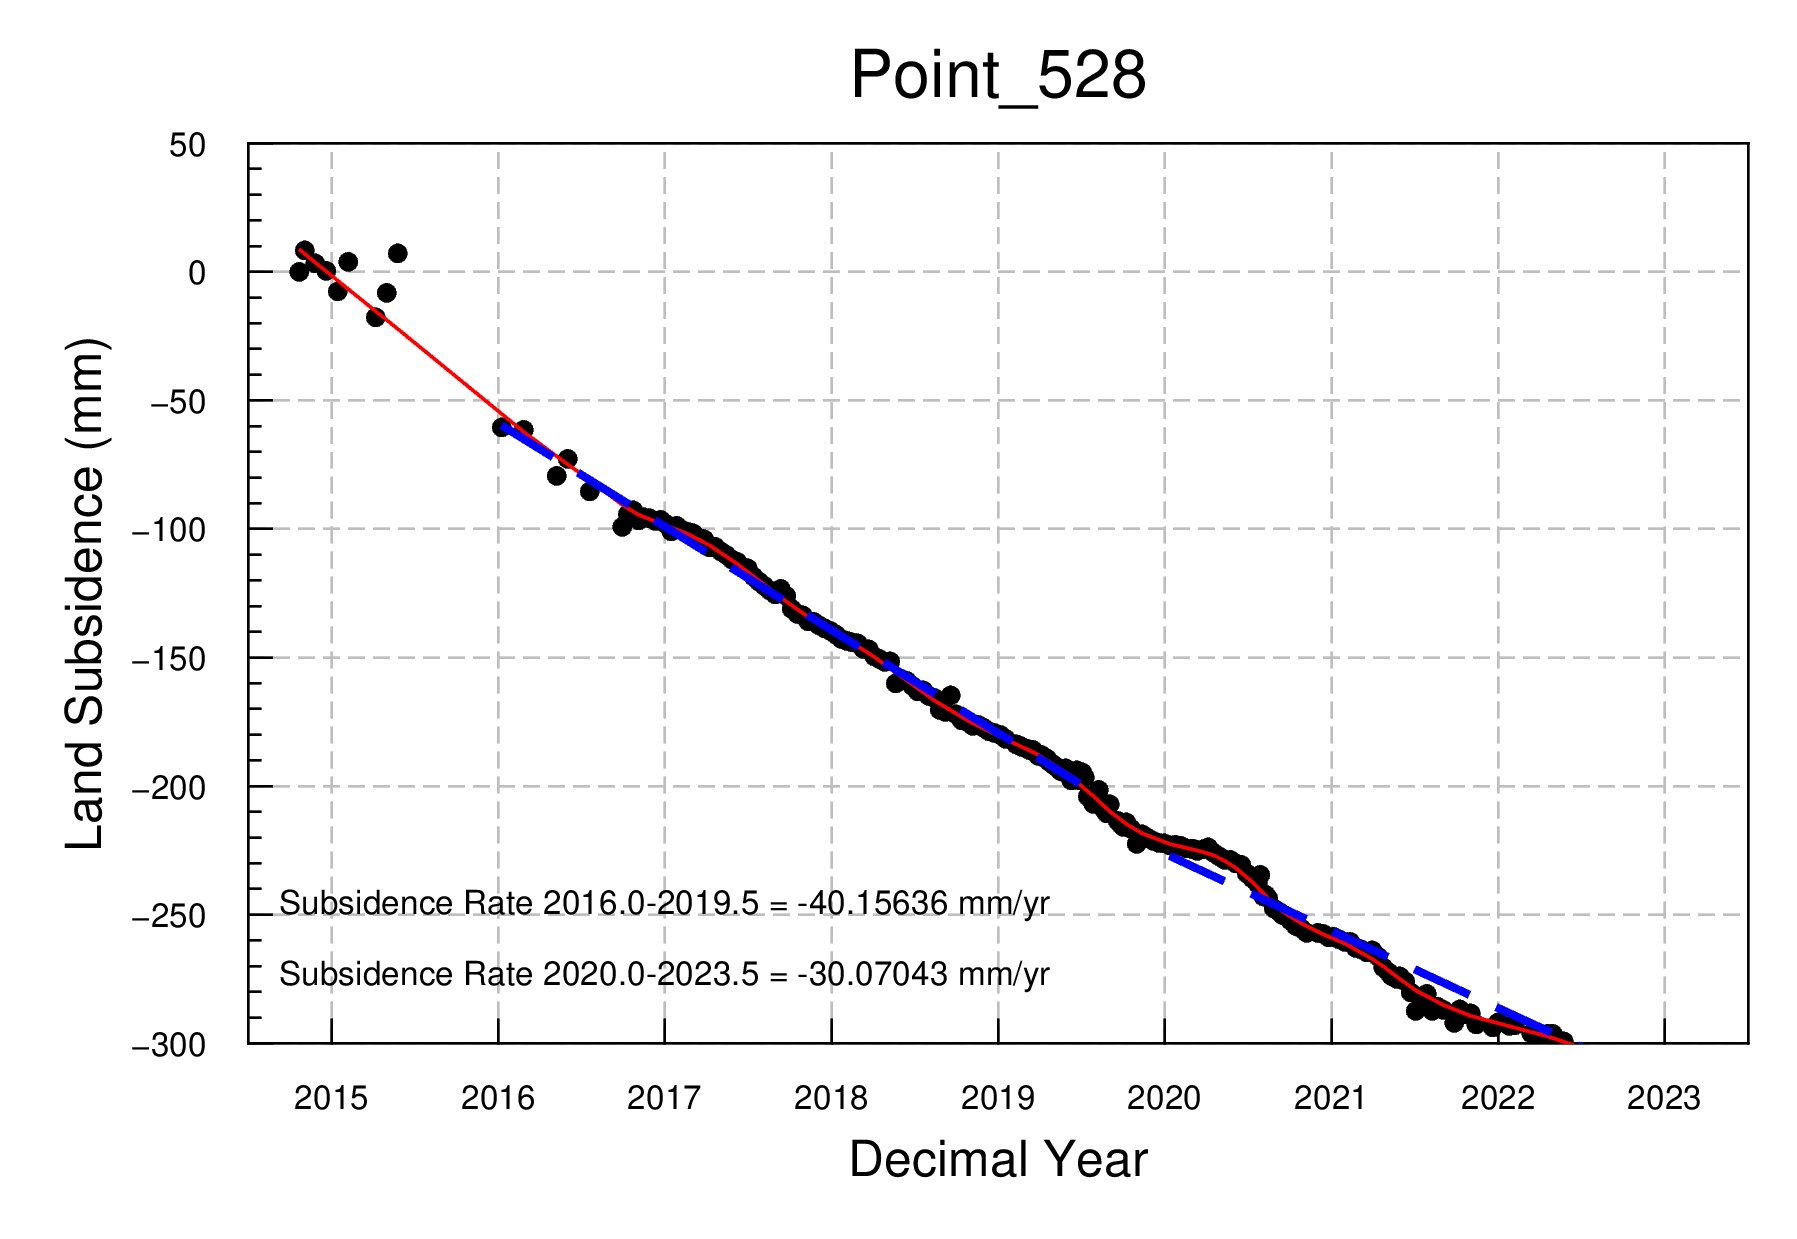 Point_528
50
0
−50
−100
−150
−200
−250
−300
Land Subsidence (mm)
Subsidence Rate 2016.0-2019.5 = -40.15636 mm/yr
Subsidence Rate 2020.0-2023.5 = -30.07043 mm/yr
2015 2016 2017 2018 2019 2020 2021 2022 2023
Decimal Year